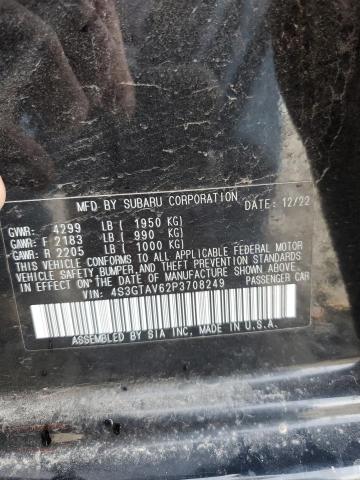 MFD BY SUBARU CORPORATION
DATE: 12/22
GVWR: 4299 LB [ 1950 KG]
GAWR: F 2183 LB [ 990 KG]
GAWR: R 2205 LB [ 1000 KG]
THIS VEHICLE CONFORMS TO ALL APPLICABLE FEDERAL MOTOR
VEHICLE SAFETY,BUMPER,AND THEFT PREVENTION STANDARDS
IN EFFECT ON THE DATE OF MANUFACTURE SHOWN ABOVE.
VIN: 4S3GTAV62P3708249 PASSENGER CAR
ASSEMBLED BY SIA INC, MADE IN U.S.A.